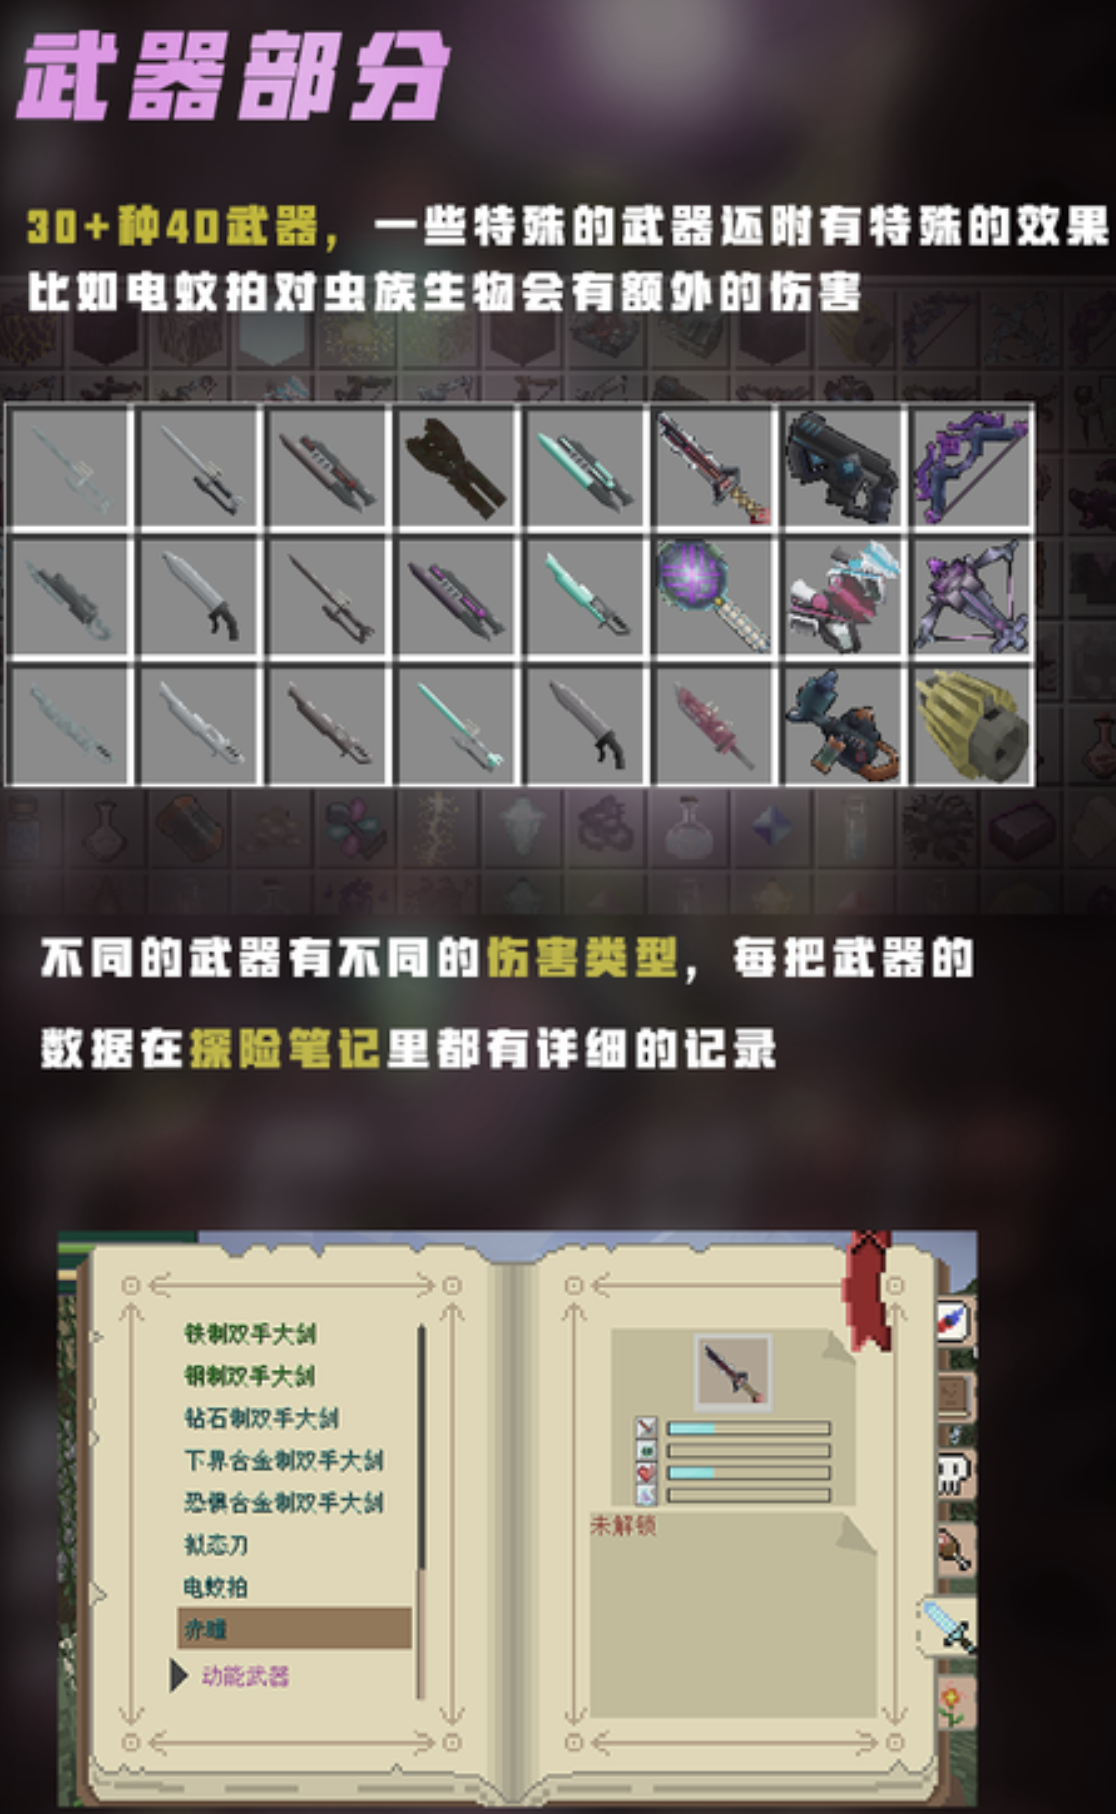 武器部分
30+种4D武器，一些特殊的武器还附有特殊的效果
比如电蚊拍对虫族生物会有额外的伤害
不同的武器有不同的伤害类型，每把武器的
数据在探险笔记里都有详细的记录
铁制双手大剑
钢制双手大剑
钻石制双手大剑
下界合金制双手大剑
恐惧合金制双手大剑
拟态刀
电蚊拍
赤瞳
动能武器
未解锁